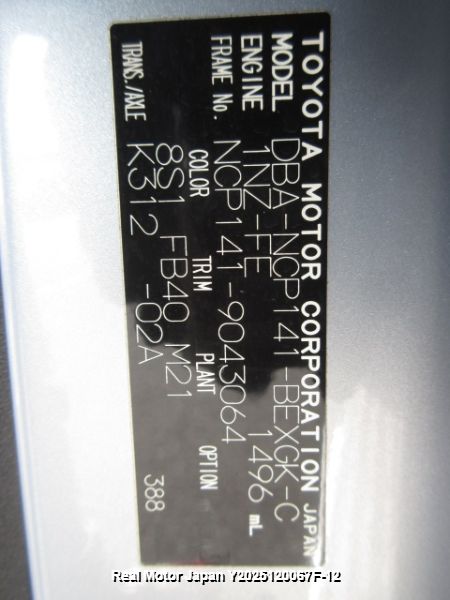 TOYOTA MOTOR CORPORATION JAPAN
MODEL DBA-NCP141-BEXGK-C
ENGINE 1NZ-FE 1496 mL
FRAME No. NCP141-9043064
COLOR TRIM PLANT OPTION
8S1 FB40 M21
TRANS./AXLE K312 -02A 388
Real Motor Japan Y2025120067F-12